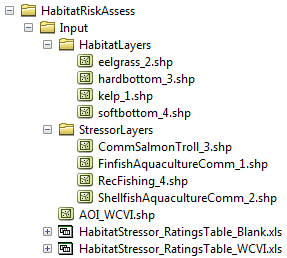 HabitatRiskAssess
Input
HabitatLayers
eelgrass_2.shp
hardbottom_3.shp
kelp_1.shp
softbottom_4.shp
StressorLayers
CommSalmonTroll_3.shp
FinfishAquacultureComm_1.shp
RecFishing_4.shp
ShellfishAquacultureComm_2.shp
AOI_WCVI.shp
HabitatStressor_RatingsTable_Blank.xls
HabitatStressor_RatingsTable_WCVI.xls